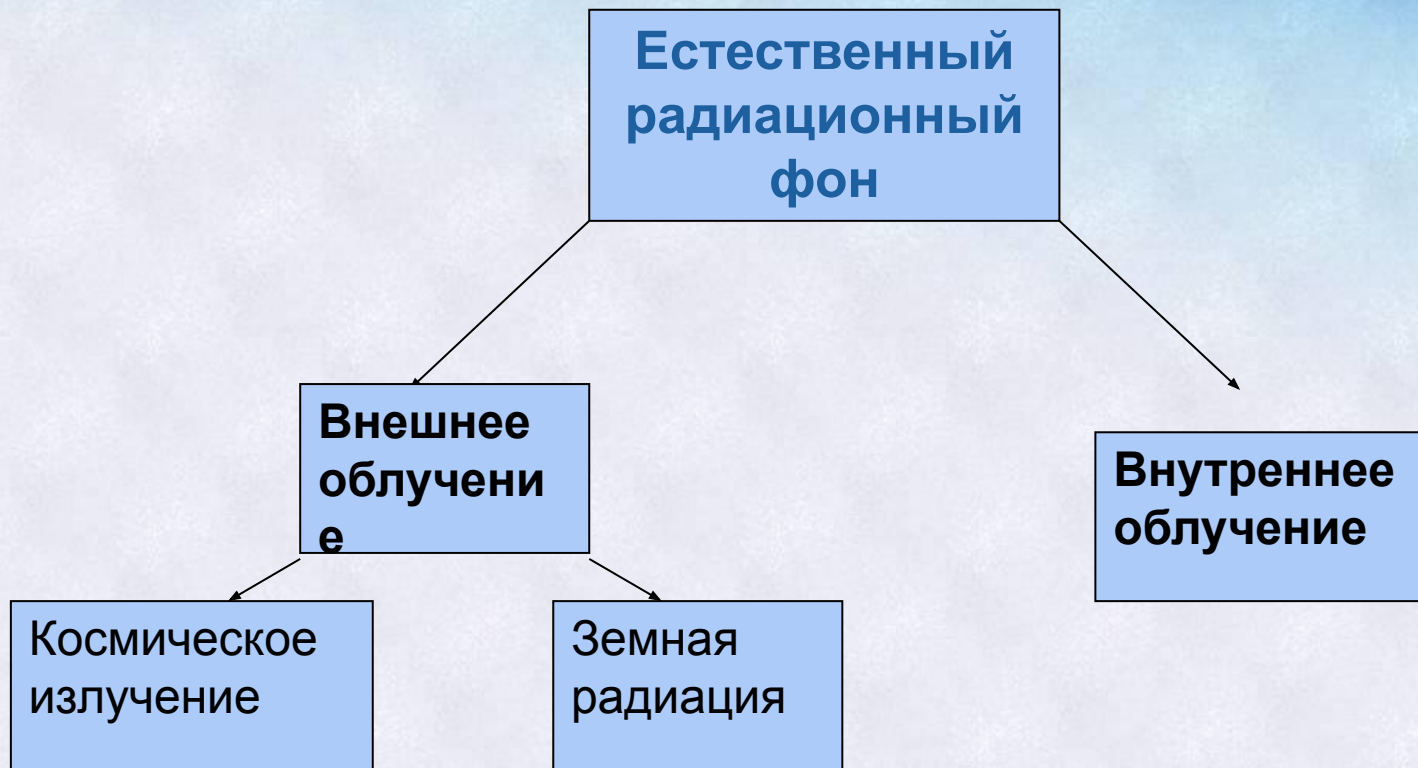 Естественный
радиационный
фон
Внешнее
облучени
е
Внутреннее
облучение
Космическое
излучение
Земная
радиация